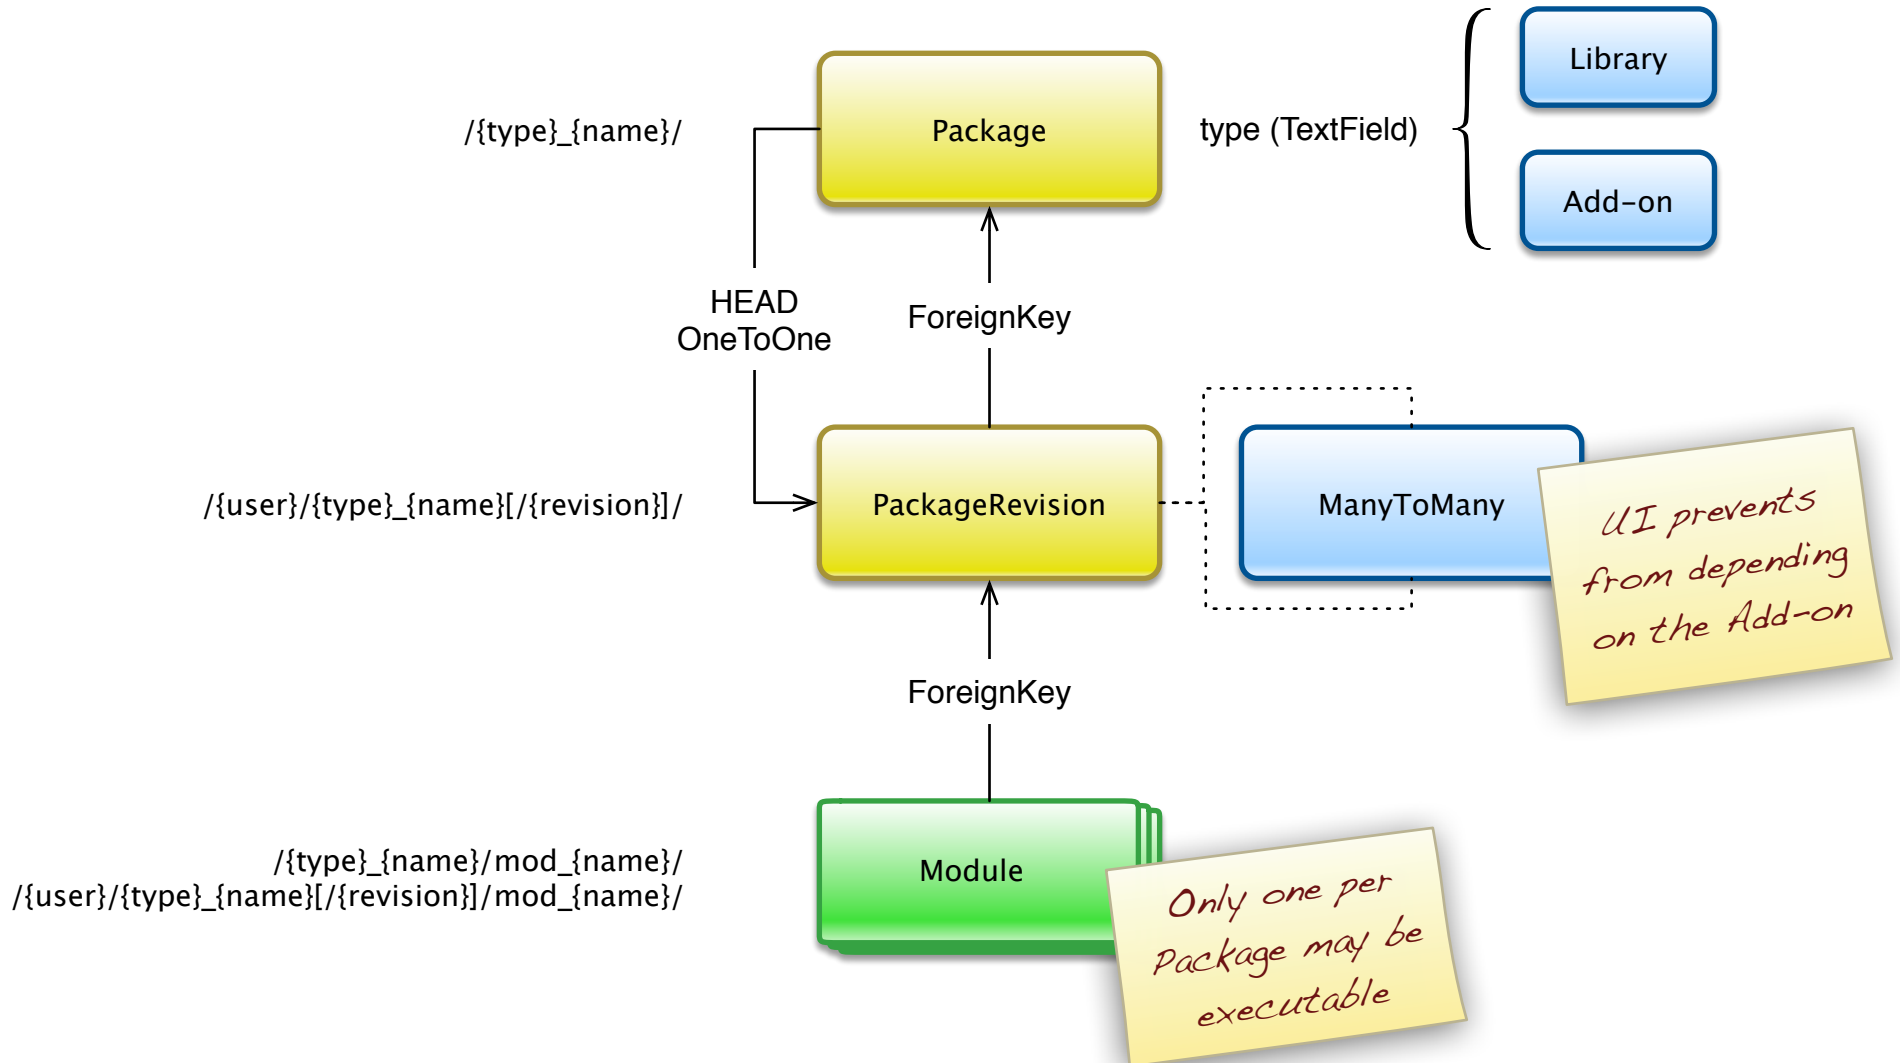 Library
/{type}_{name}/
Package
type (TextField)
Add-on
HEAD
OneToOne
ForeignKey
/{user}/{type}_{name}[/{revision}]/
PackageRevision
ManyToMany
UI prevents
from depending
on the Add-on
ForeignKey
/{type}_{name}/mod_{name}/
/{user}/{type}_{name}[/{revision}]/mod_{name}/
Module
Only one per
Package may be
executable